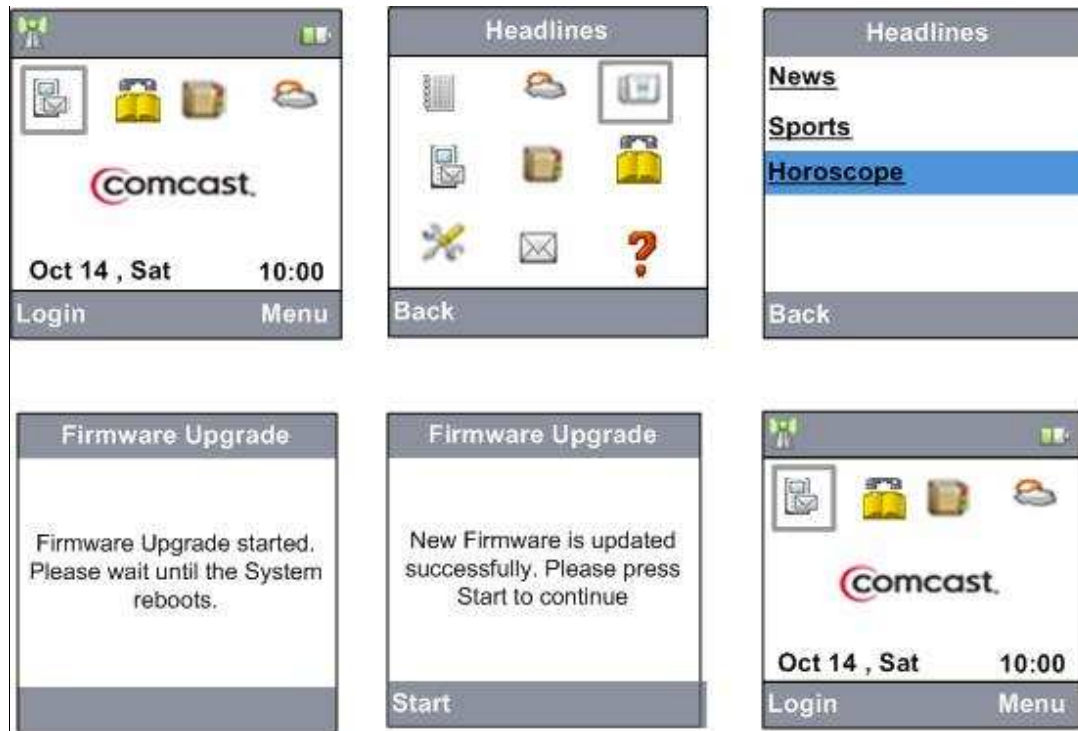 comcast.
Oct 14 , Sat 10:00
Login Menu
Headlines
Back
Headlines
News
Sports
Horoscope
Back
Firmware Upgrade
Firmware Upgrade started.
Please wait until the System
reboots.
Firmware Upgrade
New Firmware is updated
successfully. Please press
Start to continue
Start
comcast.
Oct 14 , Sat 10:00
Login Menu